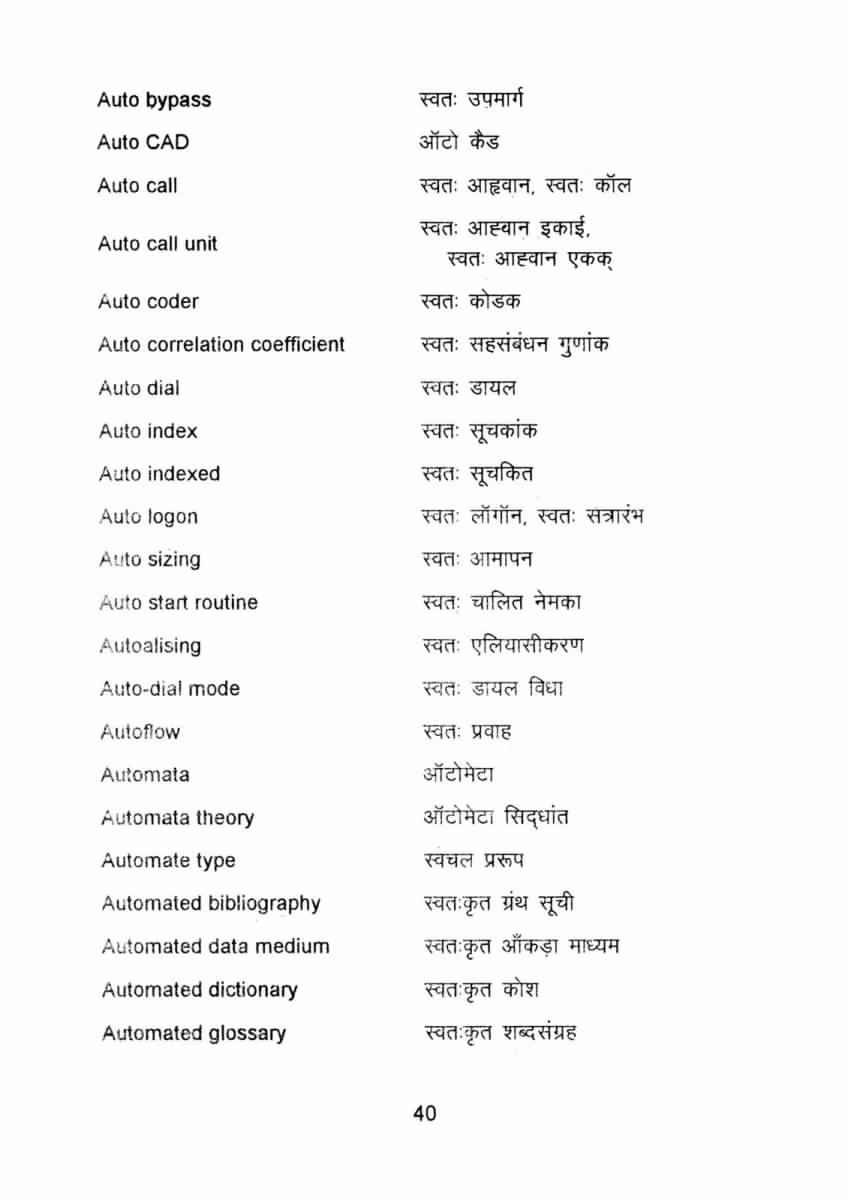 Auto bypass स्वतः उपमार्ग
Auto CAD ऑटो कैड
Auto call स्वतः आहृवान, स्वतः कॉल
Auto call unit स्वतः आह्वान इकाई,
स्वतः आह्वान एकक्
Auto coder स्वतः कोडक
Auto correlation coefficient स्वतः सहसंबंधन गुणांक
Auto dial स्वतः डायल
Auto index स्वतः सूचकांक
Auto indexed स्वतः सूचकित
Auto logon स्वतः लॉगॉन, स्वतः सत्रारंभ
Auto sizing स्वतः आमापन
Auto start routine स्वतः चालित नेमका
Autoalising स्वतः एलियासीकरण
Auto-dial mode स्वतः डायल विधा
Autoflow स्वतः प्रवाह
Automata ऑटोमेटा
Automata theory ऑटोमेटा सिद्धांत
Automate type स्वचल प्ररूप
Automated bibliography स्वतःकृत ग्रंथ सूची
Automated data medium स्वतःकृत आँकड़ा माध्यम
Automated dictionary स्वतःकृत कोश
Automated glossary स्वतःकृत शब्दसंग्रह
40